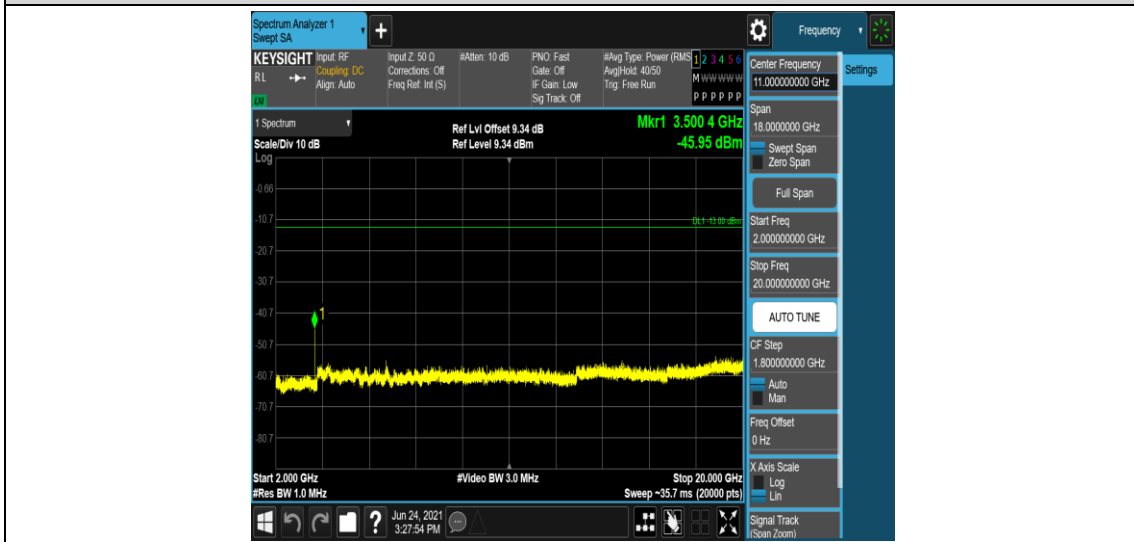 Spectrum Analyzer 1
Swept SA
+
Frequency
KEYSIGHT
RL
LXI
Input: RF
Coupling: DC
Align: Auto
Input Z: 50 Ω
Corrections: Off
Freq Ref: Int (S)
#Atten: 10 dB
PNO: Fast
Gate: Off
IF Gain: Low
Sig Track: Off
#Avg Type: Power (RMS
Avg|Hold: 40/50
Trig: Free Run
1 2 3 4 5 6
M W W W W W
P P P P P P
1 Spectrum
Scale/Div 10 dB
Log
Ref Lvl Offset 9.34 dB
Ref Level 9.34 dBm
Mkr1 3.500 4 GHz
-45.95 dBm
-0.66
-10.7
DL1 -13.00 dBm
-20.7
-30.7
-40.7
1
-50.7
-60.7
-70.7
-80.7
Start 2.000 GHz
#Res BW 1.0 MHz
#Video BW 3.0 MHz
Stop 20.000 GHz
Sweep ~35.7 ms (20000 pts)
?
Jun 24, 2021
3:27:54 PM
Center Frequency
11.000000000 GHz
Settings
Span
18.0000000 GHz
Swept Span
Zero Span
Full Span
Start Freq
2.000000000 GHz
Stop Freq
20.000000000 GHz
AUTO TUNE
CF Step
1.800000000 GHz
Auto
Man
Freq Offset
0 Hz
X Axis Scale
Log
Lin
Signal Track
(Span Zoom)